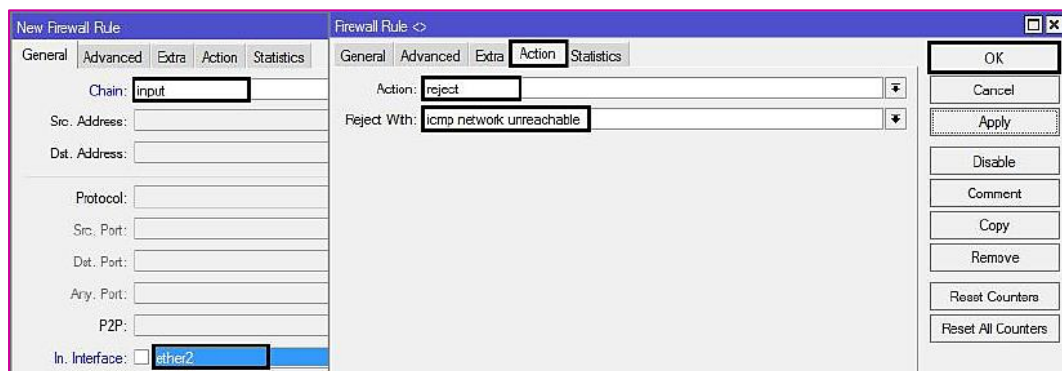 New Firewall Rule
General Advanced Extra Action Statistics
Chain: input
Src. Address:
Dst. Address:
Protocol:
Src. Port:
Dst. Port:
Any. Port:
P2P:
In. Interface: ether2
Firewall Rule <>
General Advanced Extra Action Statistics
Action: reject
Reject With: icmp network unreachable
OK
Cancel
Apply
Disable
Comment
Copy
Remove
Reset Counters
Reset All Counters